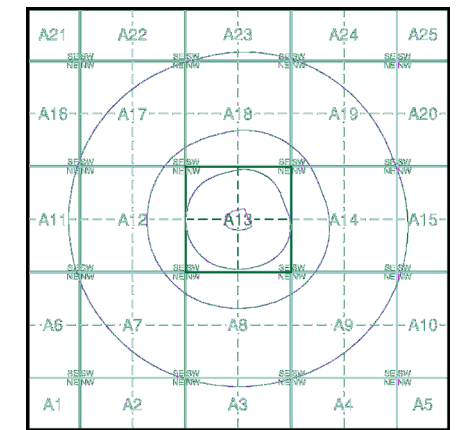 A21 A22 A23 A24 A25
SE SW SE SW SE SW SE SW
NE NW NE NW NE NW NE NW
A16 A17 A18 A19 A20
SE SW SE SW SE SW SE SW
NE NW NE NW NE NW NE NW
A11 A12 A13 A14 A15
SE SW SE SW SE SW SE SW
NE NW NE NW NE NW NE NW
A6 A7 A8 A9 A10
SE SW SE SW SE SW SE SW
NE NW NE NW NE NW NE NW
A1 A2 A3 A4 A5